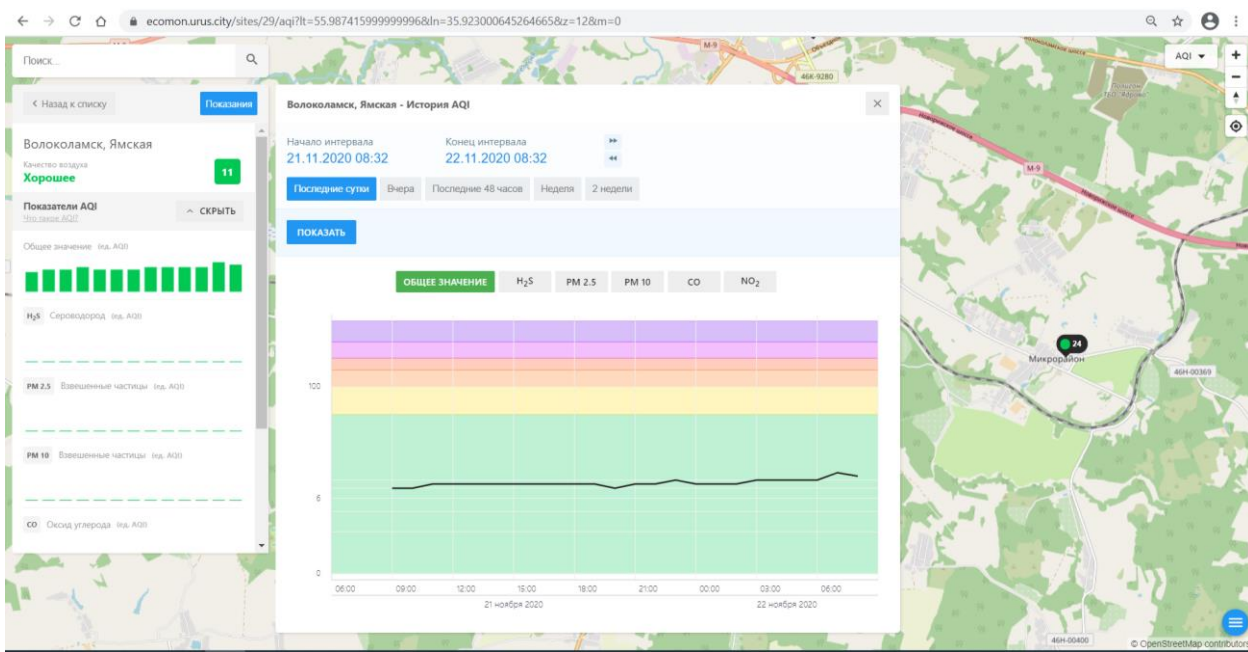 ecomon.urus.city/sites/29/aqi?lt=55.987415999999996&ln=35.923000645264665&z=12&m=0
Поиск...
М-9
46К-9280
AQI
Назад к списку
Показания
Волоколамск, Ямская
Качество воздуха
Хорошее
11
Показатели AQI
Что такое AQI?
СКРЫТЬ
Общее значение (ед. AQI)
H₂S Сероводород (ед. AQI)
PM 2.5 Взвешенные частицы (ед. AQI)
PM 10 Взвешенные частицы (ед. AQI)
CO Оксид углерода (ед. AQI)
Волоколамск, Ямская - История AQI
Начало интервала
Конец интервала
21.11.2020 08:32
22.11.2020 08:32
Последние сутки Вчера Последние 48 часов Неделя 2 недели
ПОКАЗАТЬ
ОБЩЕЕ ЗНАЧЕНИЕ H₂S PM 2.5 PM 10 CO NO₂
100
6
0
06:00 09:00 12:00 15:00 18:00 21:00 00:00 03:00 06:00
21 ноября 2020 22 ноября 2020
М-9
Новорижское шоссе
24
Микрорайон
46Н-00369
46Н-00400
© OpenStreetMap contributors